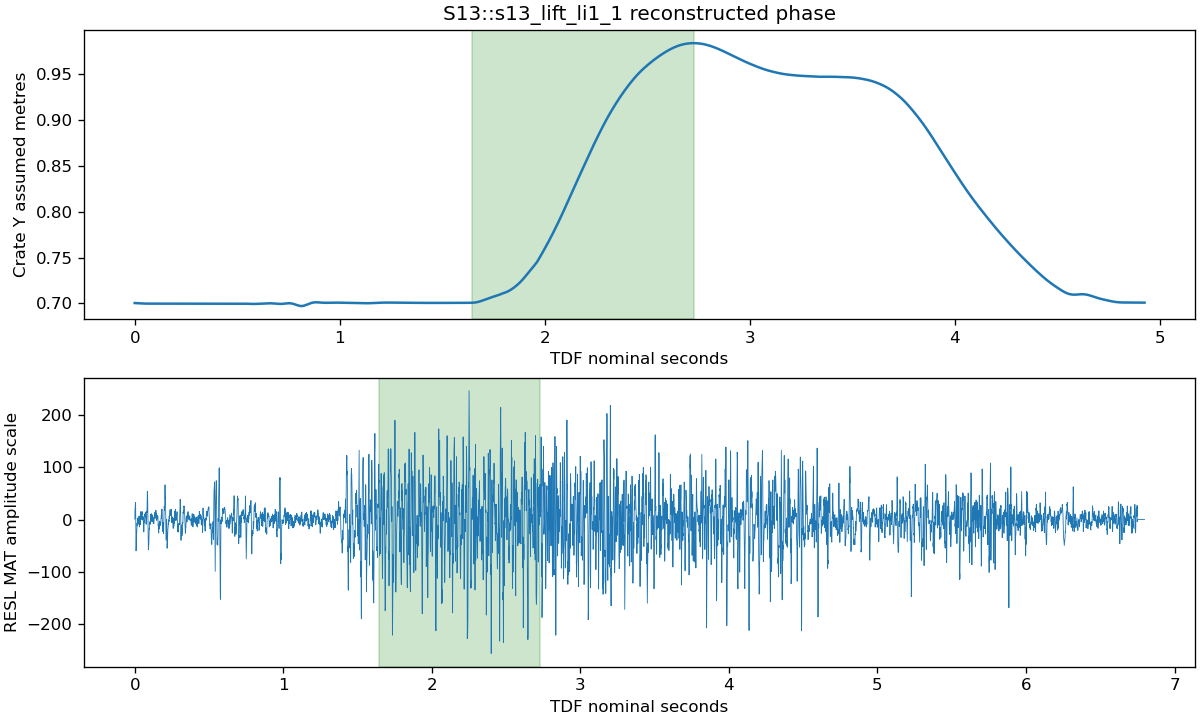 S13::s13_lift_li1_1 reconstructed phase
Crate Y assumed metres
0.95
0.90
0.85
0.80
0.75
0.70
0 1 2 3 4 5
TDF nominal seconds
RESL MAT amplitude scale
200
100
0
−100
−200
0 1 2 3 4 5 6 7
TDF nominal seconds